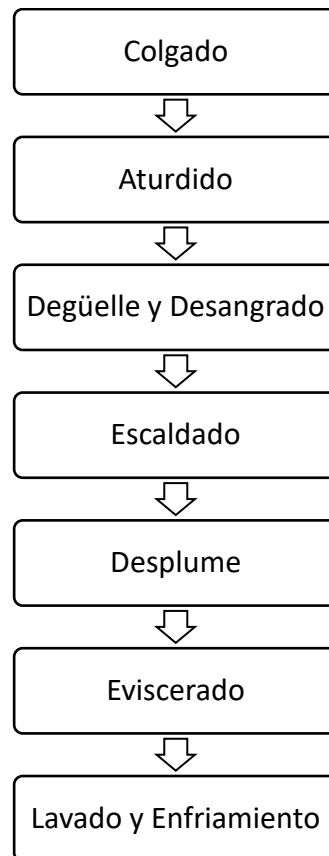 Colgado
Aturdido
Degüelle y Desangrado
Escaldado
Desplume
Eviscerado
Lavado y Enfriamiento